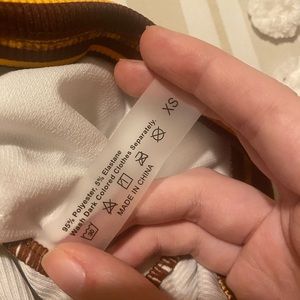 XS
95% Polyester, 5% Elastane
Wash Dark Colored Clothes Separately.
MADE IN CHINA